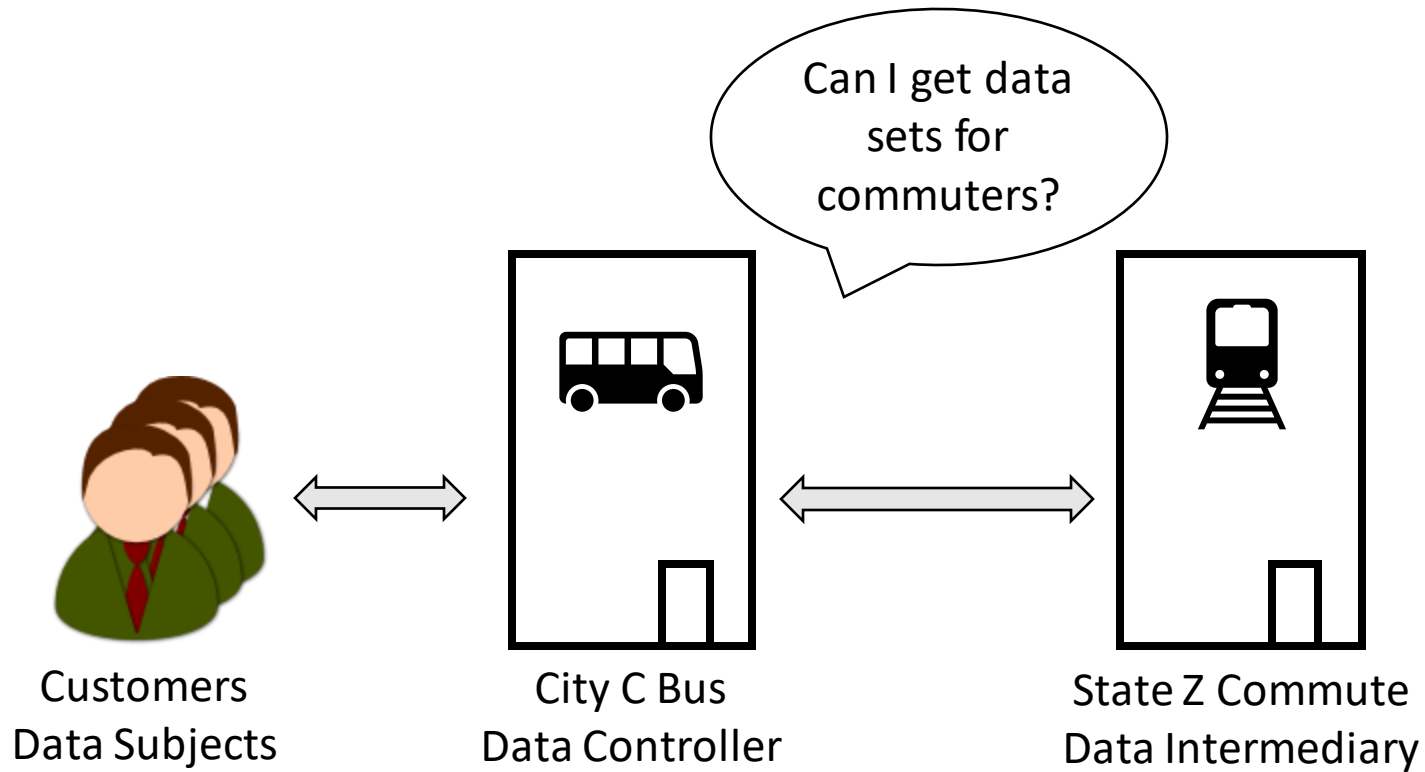 Can I get data
sets for
commuters?
Customers
Data Subjects
City C Bus
Data Controller
State Z Commute
Data Intermediary